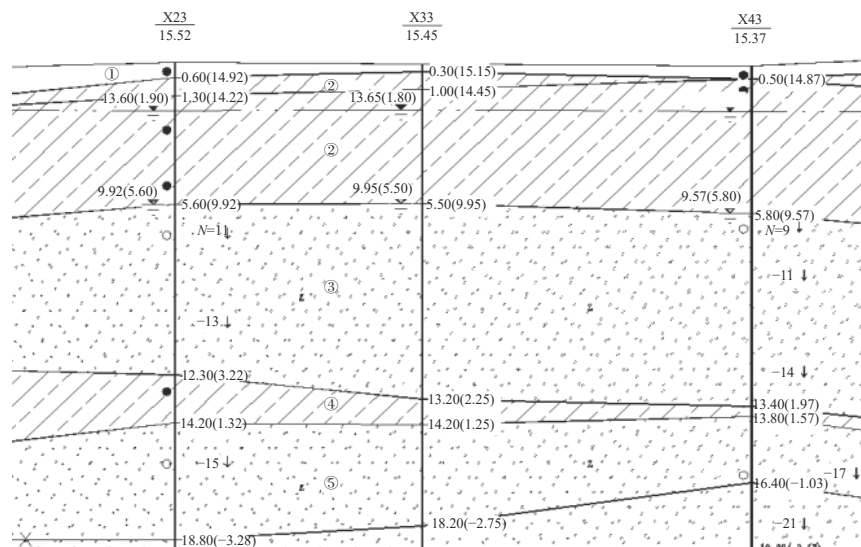 X23 X33 X43
15.52 15.45 15.37
① 0.60(14.92) ② 0.30(15.15) 0.50(14.87)
13.60(1.90) 1.30(14.22) 13.65(1.80) 1.00(14.45)
②
9.92(5.60) 9.95(5.50) 9.57(5.80)
5.60(9.92) 5.50(9.95) 5.80(9.57)
N=11 N=9
−11
③
z z
−13
−14
12.30(3.22) 13.20(2.25) 13.40(1.97)
④
14.20(1.32) 14.20(1.25) 13.80(1.57)
−15 z −17
⑤ z 16.40(−1.03)
18.20(−2.75) −21
18.80(−3.28)